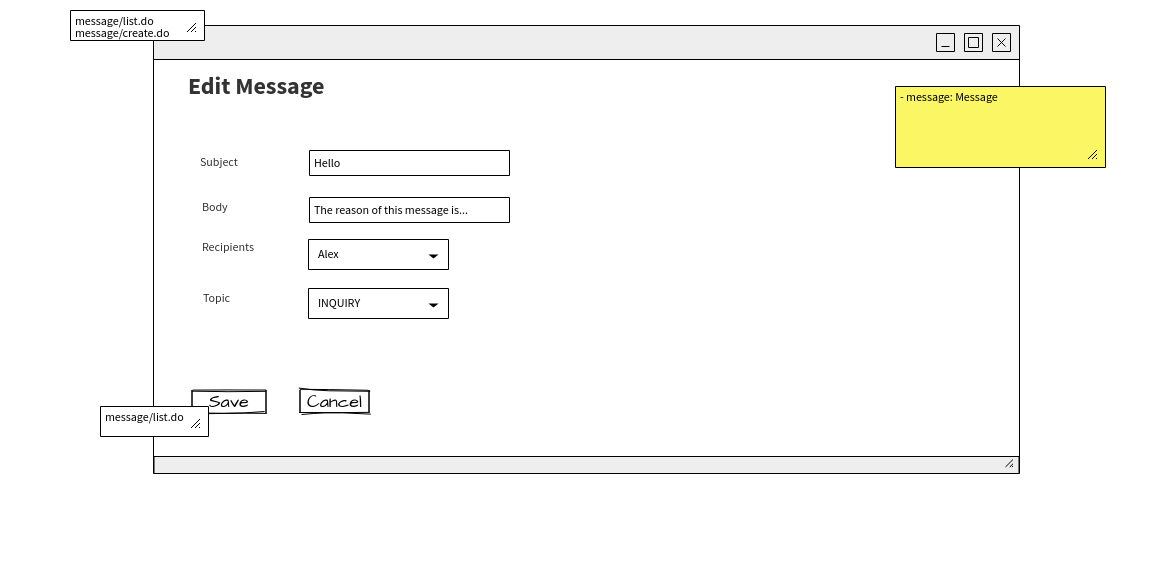 message/list.do
message/create.do
Edit Message
- message: Message
Subject
Hello
Body
The reason of this message is...
Recipients
Alex
Topic
INQUIRY
Save
Cancel
message/list.do